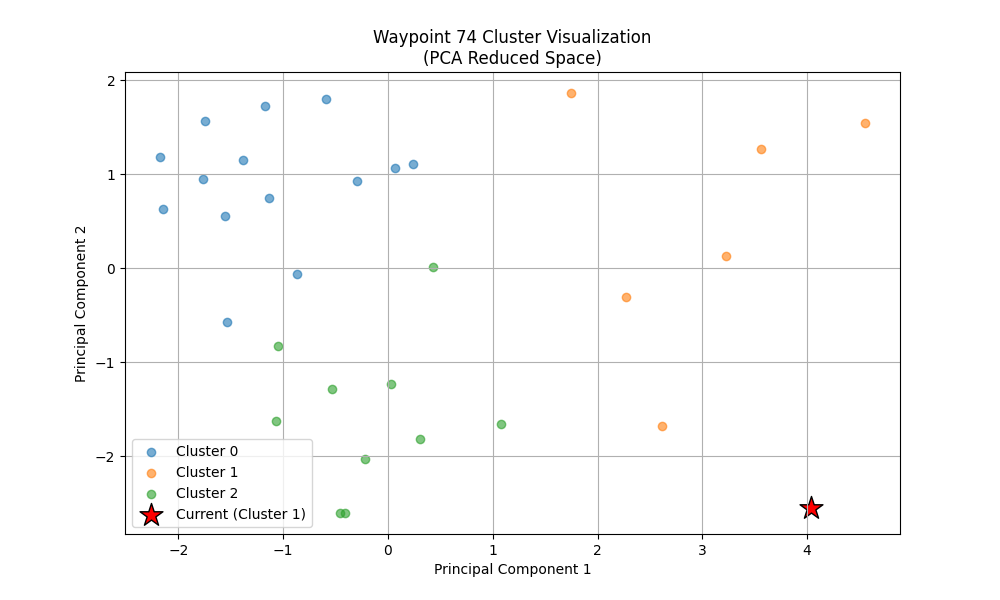 Waypoint 74 Cluster Visualization
(PCA Reduced Space)
Principal Component 2
2
1
0
−1
−2
Cluster 0
Cluster 1
Cluster 2
Current (Cluster 1)
−2
−1
0
1
2
3
4
Principal Component 1